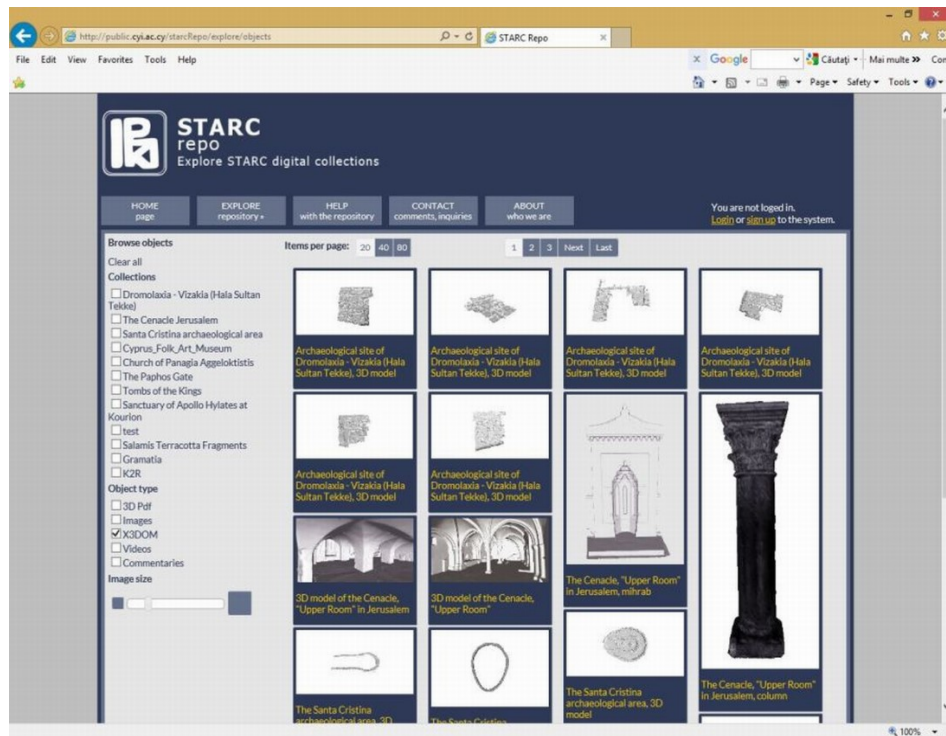 http://public.cyi.ac.cy/starcRepo/explore/objects
STARC Repo
File Edit View Favorites Tools Help
Google
Căutați
Mai multe »
Page Safety Tools
STARC
repo
Explore STARC digital collections
HOME
page
EXPLORE
repository
HELP
with the repository
CONTACT
comments, inquiries
ABOUT
who we are
You are not loged in.
Login or sign up to the system.
Browse objects
Clear all
Collections
Dromolaxia - Vizakia (Hala Sultan
Tekke)
The Cenacle Jerusalem
Santa Cristina archaeological area
Cyprus_Folk_Art_Museum
Church of Panagia Aggeloktistis
The Paphos Gate
Tombs of the Kings
Sanctuary of Apollo Hylates at
Kourion
test
Salamis Terracotta Fragments
Gramatia
K2R
Object type
3D Pdf
Images
X3DOM
Videos
Commentaries
Image size
Items per page: 20 40 80
1 2 3 Next Last
Archaeological site of
Dromolaxia - Vizakia (Hala
Sultan Tekke), 3D model
Archaeological site of
Dromolaxia - Vizakia (Hala
Sultan Tekke), 3D model
Archaeological site of
Dromolaxia - Vizakia (Hala
Sultan Tekke), 3D model
Archaeological site of
Dromolaxia - Vizakia (Hala
Sultan Tekke), 3D model
Archaeological site of
Dromolaxia - Vizakia (Hala
Sultan Tekke), 3D model
Archaeological site of
Dromolaxia - Vizakia (Hala
Sultan Tekke), 3D model
The Cenacle, "Upper Room"
in Jerusalem, mihrab
The Cenacle, "Upper Room"
in Jerusalem, column
3D model of the Cenacle,
"Upper Room" in Jerusalem
3D model of the Cenacle,
"Upper Room"
The Santa Cristina
archaeological area, 3D
The Santa Cristina
The Santa Cristina
archaeological area, 3D
model
100%